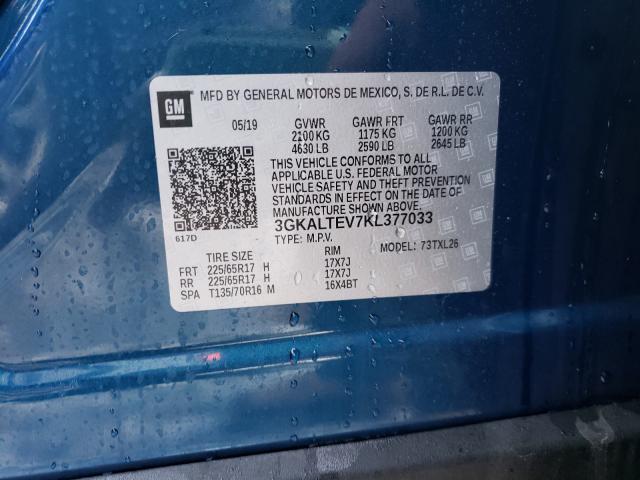 GM MFD BY GENERAL MOTORS DE MEXICO, S. DE R.L. DE C.V.
05/19 GVWR GAWR FRT GAWR RR
2100 KG 1175 KG 1200 KG
4630 LB 2590 LB 2645 LB
THIS VEHICLE CONFORMS TO ALL
APPLICABLE U.S. FEDERAL MOTOR
VEHICLE SAFETY AND THEFT PREVENTION
STANDARDS IN EFFECT ON THE DATE OF
MANUFACTURE SHOWN ABOVE.
617D 3GKALTEV7KL377033
TYPE: M.P.V. MODEL: 73TXL26
TIRE SIZE RIM
FRT 225/65R17 H 17X7J
RR 225/65R17 H 17X7J
SPA T135/70R16 M 16X4BT